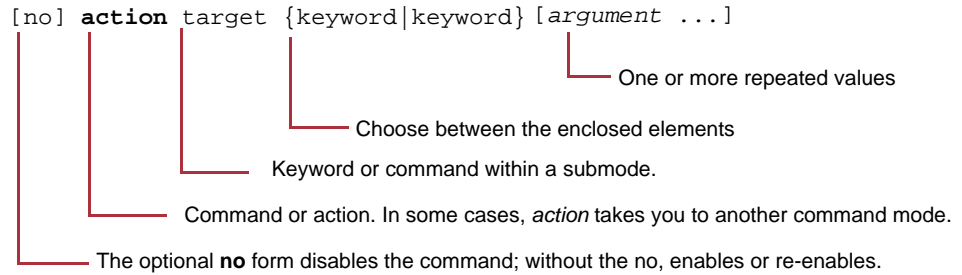 [no] action target {keyword|keyword} [argument ...]
One or more repeated values
Choose between the enclosed elements
Keyword or command within a submode.
Command or action. In some cases, action takes you to another command mode.
The optional no form disables the command; without the no, enables or re-enables.